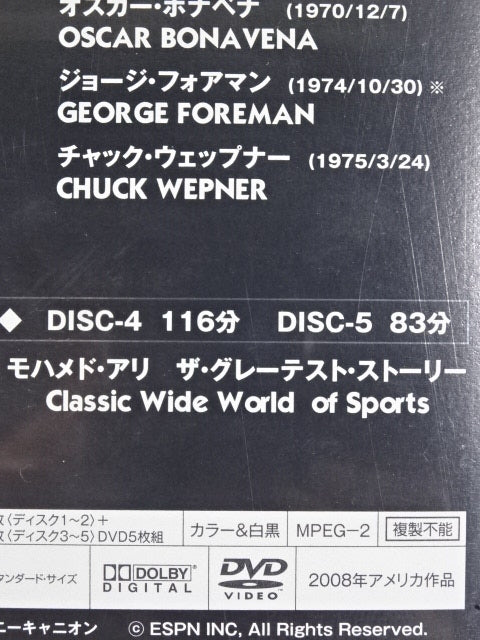 オスカー・ボナベナ (1970/12/7)
OSCAR BONAVENA
ジョージ・フォアマン (1974/10/30) ※
GEORGE FOREMAN
チャック・ウェップナー (1975/3/24)
CHUCK WEPNER
◆ DISC-4 116分 DISC-5 83分
モハメド・アリ ザ・グレーテスト・ストーリー
Classic Wide World of Sports
〈ディスク1〜2〉+
〈ディスク3〜5〉DVD5枚組
カラー&白黒 MPEG-2 複製不能
タンダード・サイズ
DOLBY
DIGITAL
DVD
VIDEO
2008年アメリカ作品
ニーキャニオン © ESPN INC, All Rights Reserved.